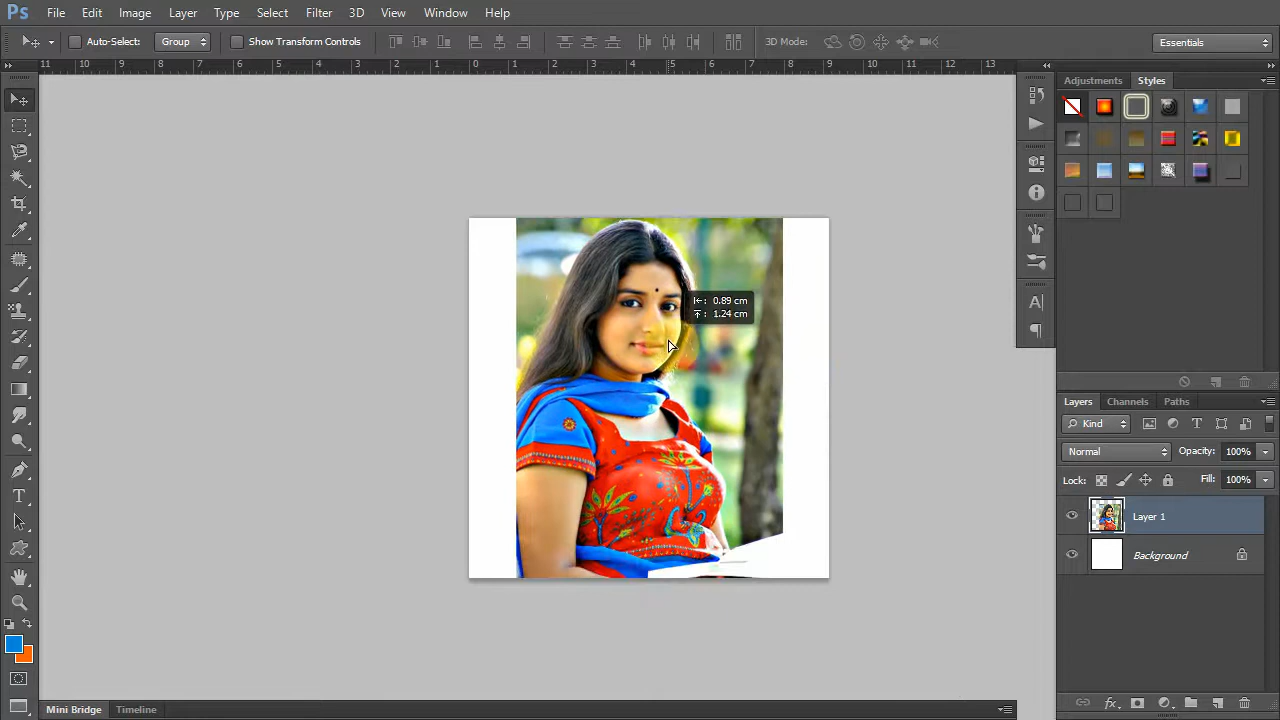 Ps File Edit Image Layer Type Select Filter 3D View Window Help
Auto-Select: Group Show Transform Controls 3D Mode: Essentials
11 10 9 8 7 6 5 4 3 2 1 0 1 2 3 4 5 6 7 8 9 10 11 12 13
Adjustments Styles
0.89 cm
1.24 cm
Layers Channels Paths
Kind
Normal Opacity: 100%
Lock: Fill: 100%
Layer 1
Background
Mini Bridge Timeline